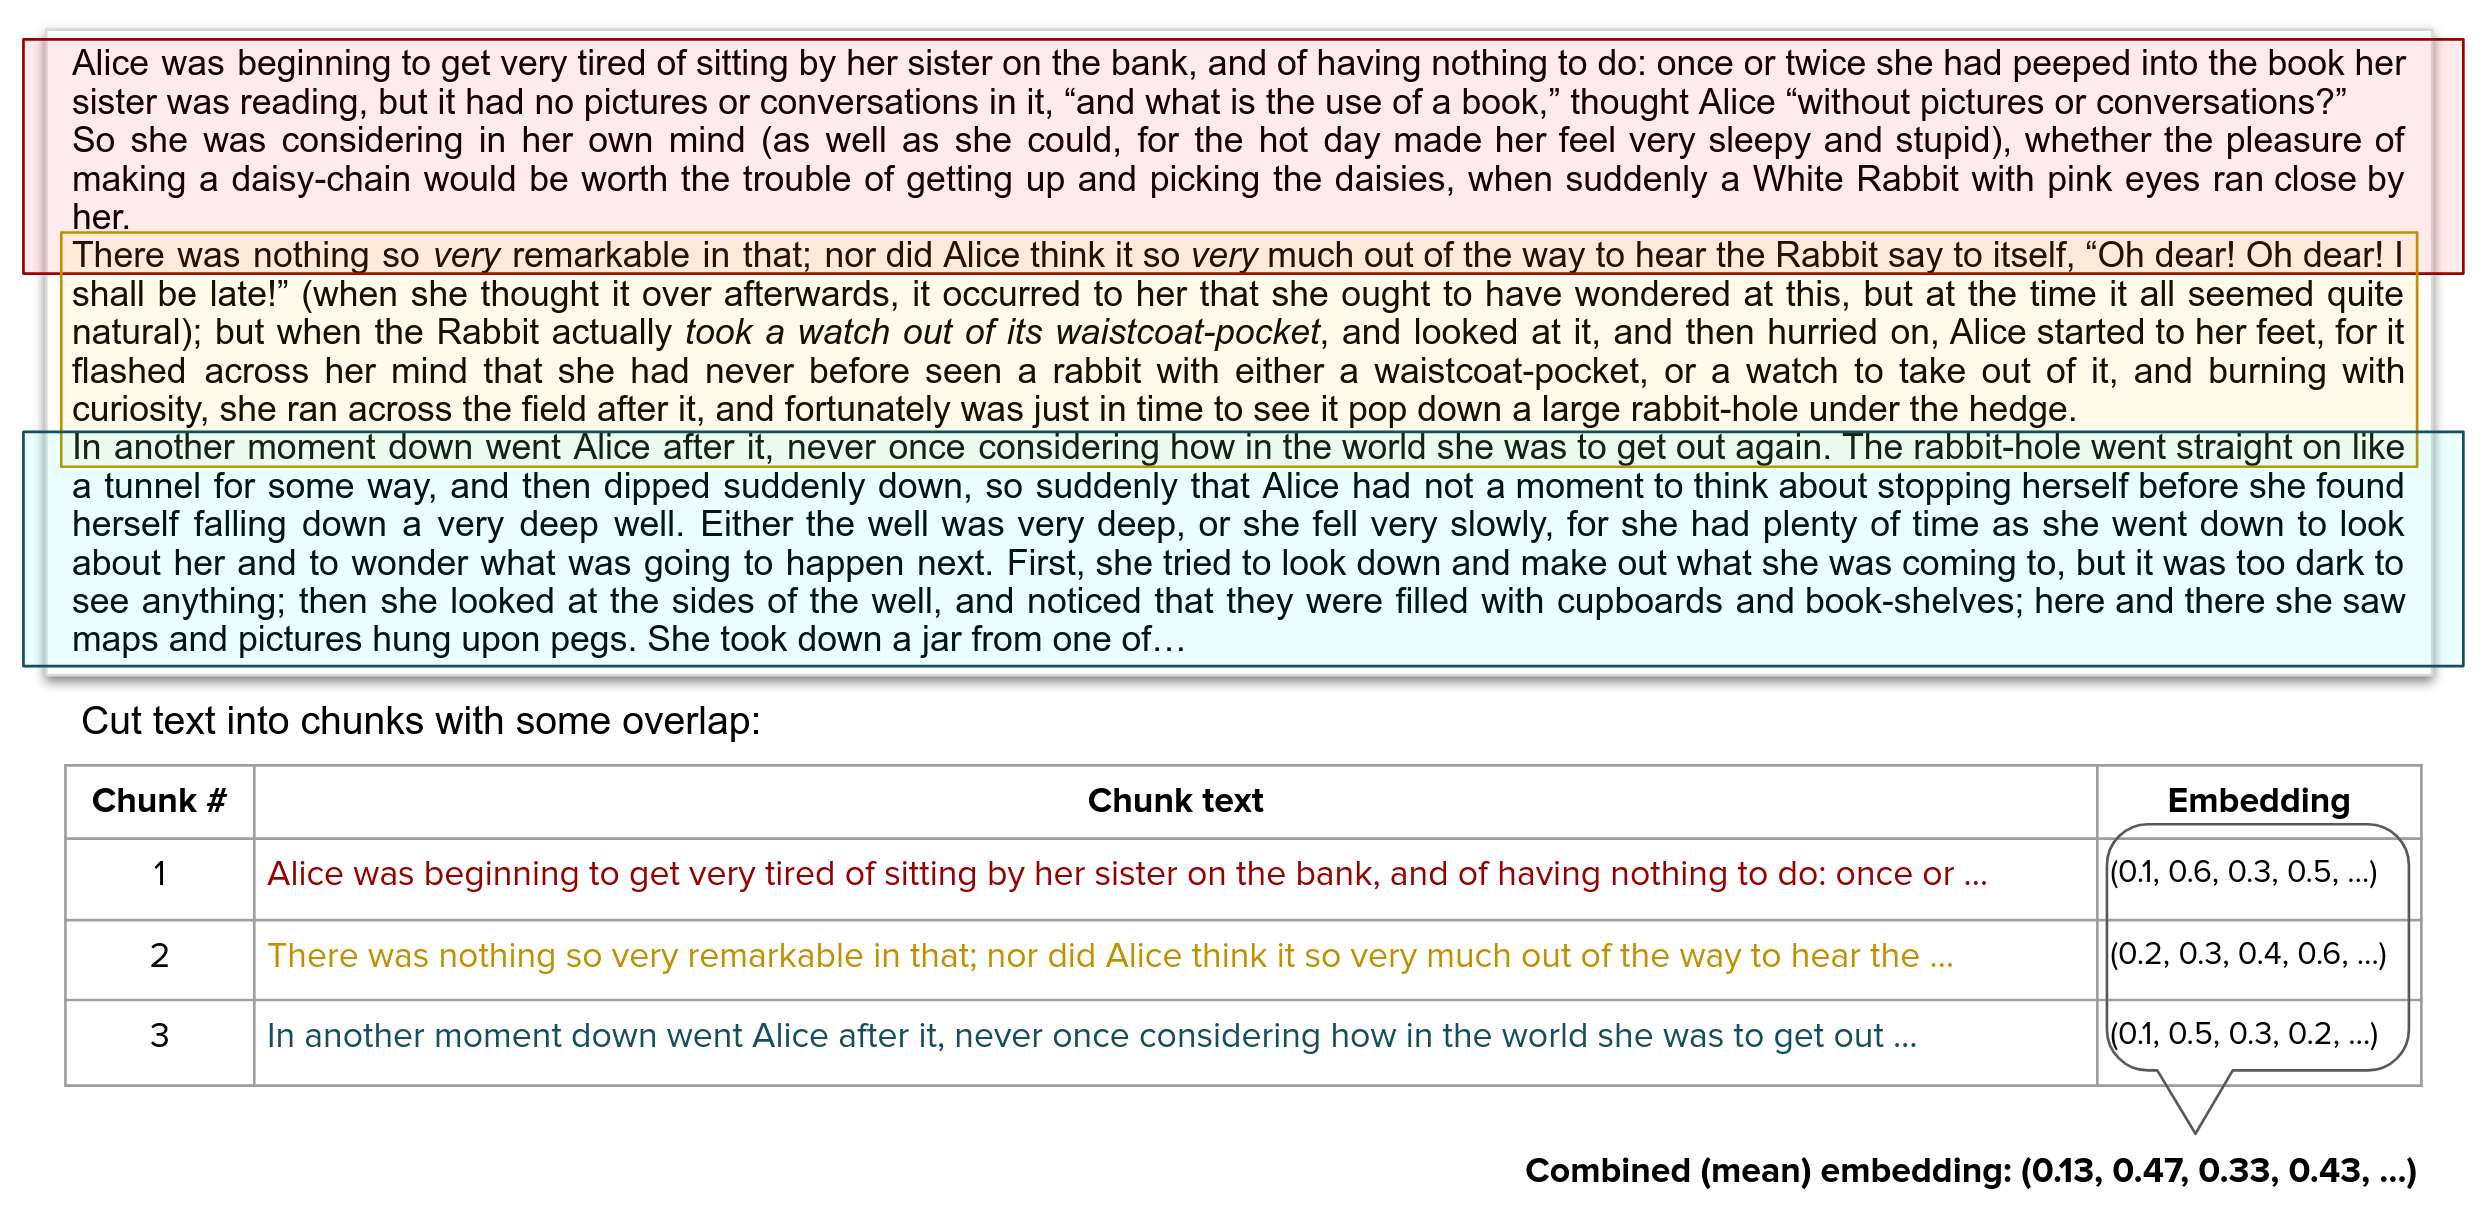 Alice was beginning to get very tired of sitting by her sister on the bank, and of having nothing to do: once or twice she had peeped into the book her
sister was reading, but it had no pictures or conversations in it, “and what is the use of a book,” thought Alice “without pictures or conversations?”
So she was considering in her own mind (as well as she could, for the hot day made her feel very sleepy and stupid), whether the pleasure of
making a daisy-chain would be worth the trouble of getting up and picking the daisies, when suddenly a White Rabbit with pink eyes ran close by
her.
There was nothing so very remarkable in that; nor did Alice think it so very much out of the way to hear the Rabbit say to itself, “Oh dear! Oh dear! I
shall be late!” (when she thought it over afterwards, it occurred to her that she ought to have wondered at this, but at the time it all seemed quite
natural); but when the Rabbit actually took a watch out of its waistcoat-pocket, and looked at it, and then hurried on, Alice started to her feet, for it
flashed across her mind that she had never before seen a rabbit with either a waistcoat-pocket, or a watch to take out of it, and burning with
curiosity, she ran across the field after it, and fortunately was just in time to see it pop down a large rabbit-hole under the hedge.
In another moment down went Alice after it, never once considering how in the world she was to get out again. The rabbit-hole went straight on like
a tunnel for some way, and then dipped suddenly down, so suddenly that Alice had not a moment to think about stopping herself before she found
herself falling down a very deep well. Either the well was very deep, or she fell very slowly, for she had plenty of time as she went down to look
about her and to wonder what was going to happen next. First, she tried to look down and make out what she was coming to, but it was too dark to
see anything; then she looked at the sides of the well, and noticed that they were filled with cupboards and book-shelves; here and there she saw
maps and pictures hung upon pegs. She took down a jar from one of…
Cut text into chunks with some overlap:
Chunk # Chunk text Embedding
1 Alice was beginning to get very tired of sitting by her sister on the bank, and of having nothing to do: once or ... (0.1, 0.6, 0.3, 0.5, ...)
2 There was nothing so very remarkable in that; nor did Alice think it so very much out of the way to hear the ... (0.2, 0.3, 0.4, 0.6, ...)
3 In another moment down went Alice after it, never once considering how in the world she was to get out ... (0.1, 0.5, 0.3, 0.2, ...)
Combined (mean) embedding: (0.13, 0.47, 0.33, 0.43, ...)